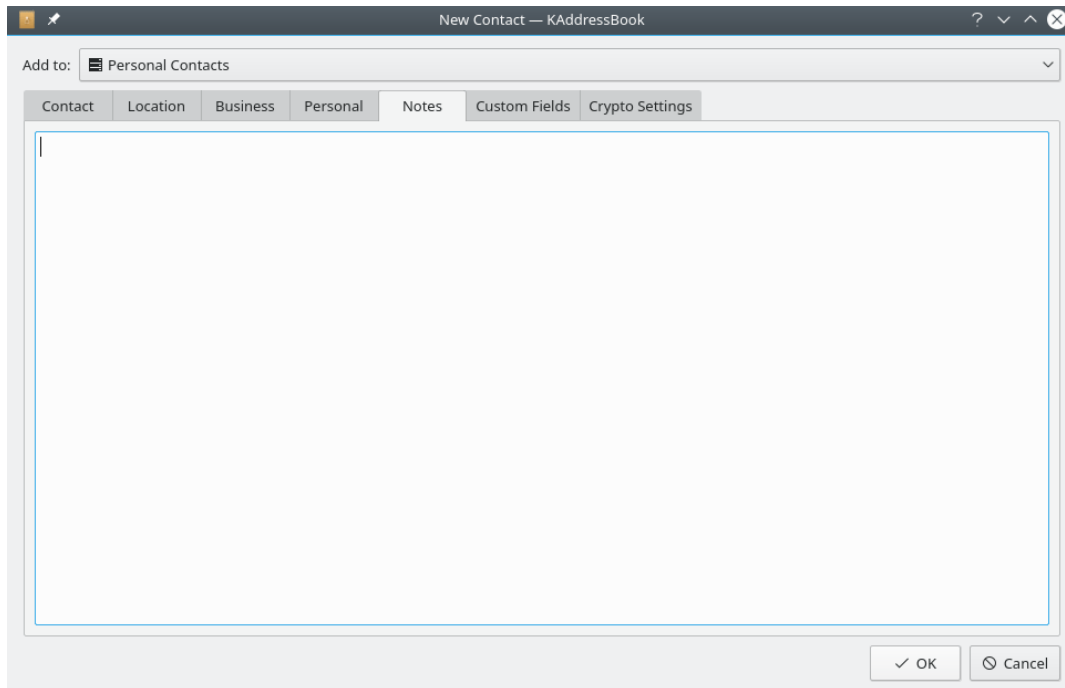 New Contact — KAddressBook
Add to: Personal Contacts
Contact Location Business Personal Notes Custom Fields Crypto Settings
OK Cancel